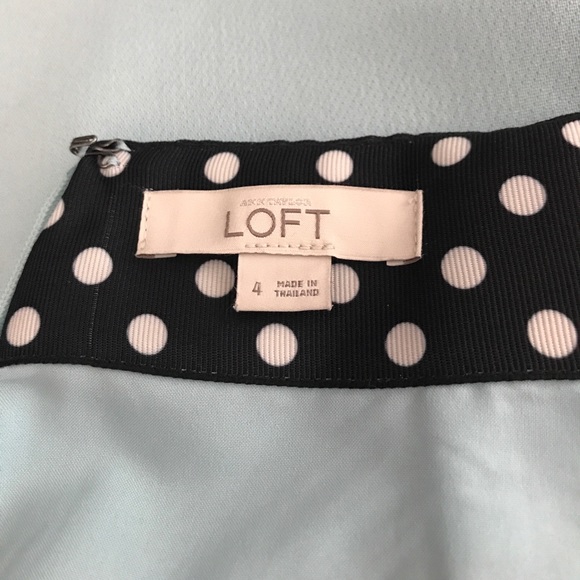 ANN TAYLOR
LOFT
4
MADE IN
THAILAND